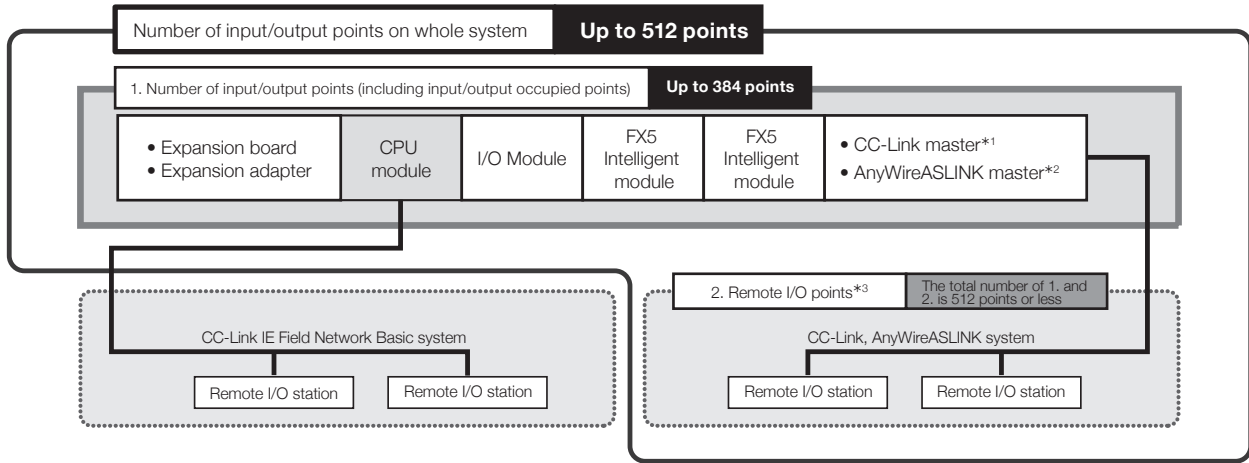 Number of input/output points on whole system
Up to 512 points
1. Number of input/output points (including input/output occupied points)
Up to 384 points
• Expansion board
• Expansion adapter
CPU
module
I/O Module
FX5
Intelligent
module
FX5
Intelligent
module
• CC-Link master*1
• AnyWireASLINK master*2
2. Remote I/O points*3
The total number of 1. and
2. is 512 points or less
CC-Link IE Field Network Basic system
Remote I/O station
Remote I/O station
CC-Link, AnyWireASLINK system
Remote I/O station
Remote I/O station